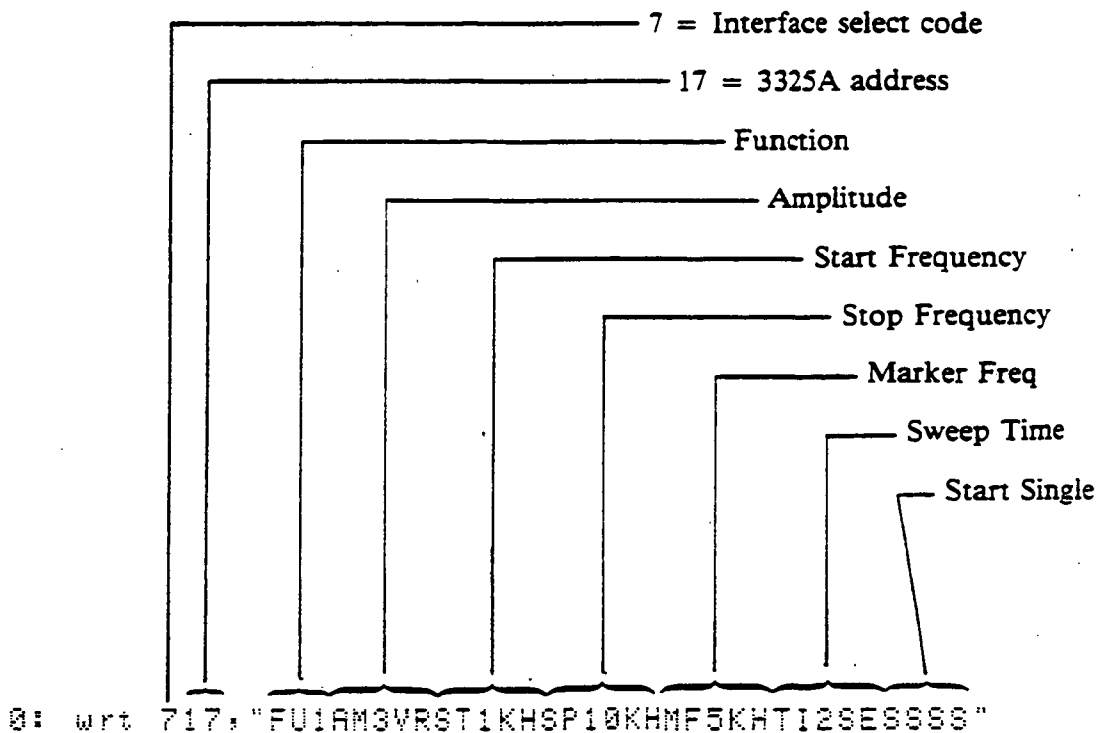 7 = Interface select code
17 = 3325A address
Function
Amplitude
Start Frequency
Stop Frequency
Marker Freq
Sweep Time
Start Single
0: wrt 717,"FU1AM3VRST1KHSP10KHMF5KHTI2SESSSS"